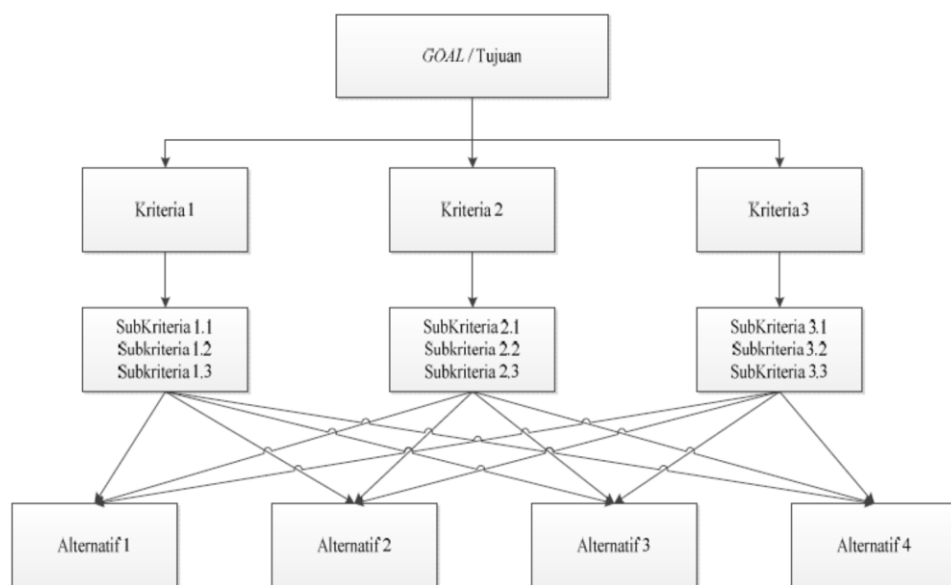 GOAL / Tujuan
Kriteria 1
Kriteria 2
Kriteria 3
SubKriteria 1.1
Subkriteria 1.2
Subkriteria 1.3
SubKriteria 2.1
Subkriteria 2.2
Subkriteria 2.3
SubKriteria 3.1
Subkriteria 3.2
SubKriteria 3.3
Alternatif 1
Alternatif 2
Alternatif 3
Alternatif 4